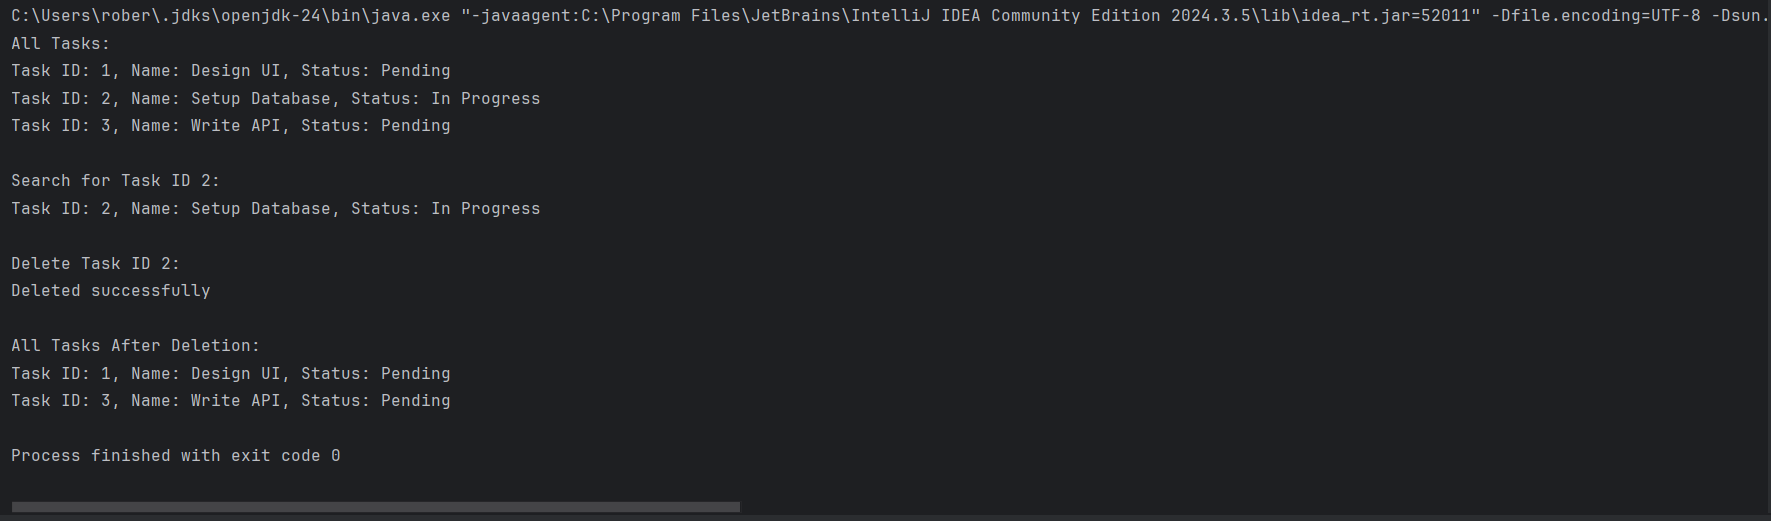 C:\Users\rober\.jdks\openjdk-24\bin\java.exe "-javaagent:C:\Program Files\JetBrains\IntelliJ IDEA Community Edition 2024.3.5\lib\idea_rt.jar=52011" -Dfile.encoding=UTF-8 -Dsun.
All Tasks:
Task ID: 1, Name: Design UI, Status: Pending
Task ID: 2, Name: Setup Database, Status: In Progress
Task ID: 3, Name: Write API, Status: Pending
Search for Task ID 2:
Task ID: 2, Name: Setup Database, Status: In Progress
Delete Task ID 2:
Deleted successfully
All Tasks After Deletion:
Task ID: 1, Name: Design UI, Status: Pending
Task ID: 3, Name: Write API, Status: Pending
Process finished with exit code 0